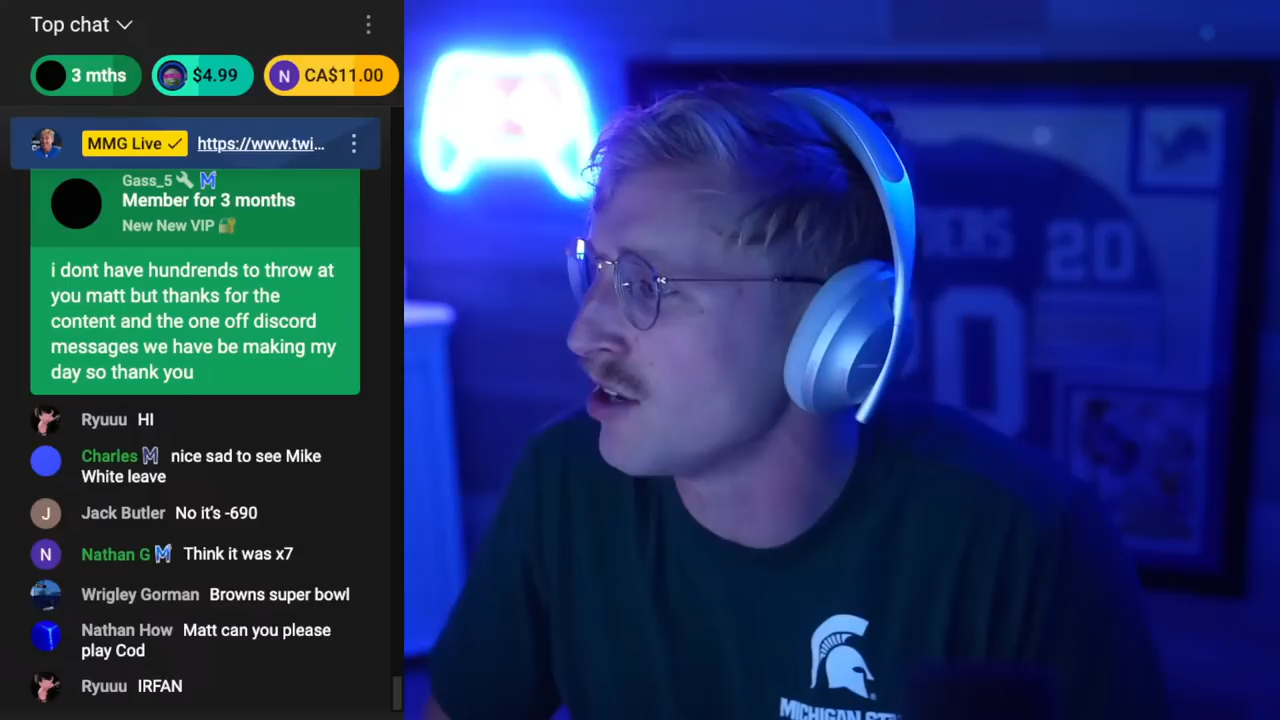 Top chat
3 mths
$4.99
N
CA$11.00
MMG Live
https://www.twi...
Gass_5
Member for 3 months
New New VIP
i dont have hundrends to throw at
you matt but thanks for the
content and the one off discord
messages we have be making my
day so thank you
Ryuuu HI
Charles nice sad to see Mike
White leave
J Jack Butler No it's -690
N Nathan G Think it was x7
Wrigley Gorman Browns super bowl
Nathan How Matt can you please
play Cod
Ryuuu IRFAN
20
MICHIGAN